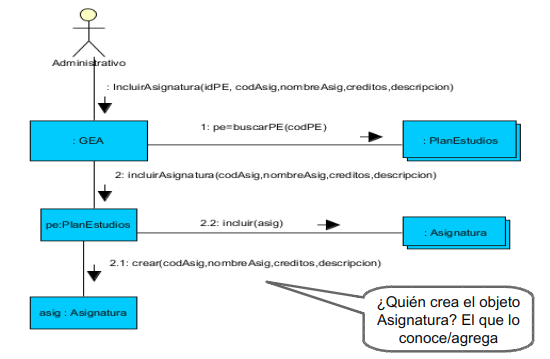 Administrativo
: IncluirAsignatura(idPE, codAsig,nombreAsig,creditos,descripcion)
1: pe=buscarPE(codPE)
: GEA
: PlanEstudios
2: incluirAsignatura(codAsig,nombreAsig,creditos,descripcion)
pe:PlanEstudios
2.2: incluir(asig)
: Asignatura
2.1: crear(codAsig,nombreAsig,creditos,descripcion)
asig : Asignatura
¿Quién crea el objeto
Asignatura? El que lo
conoce/agrega